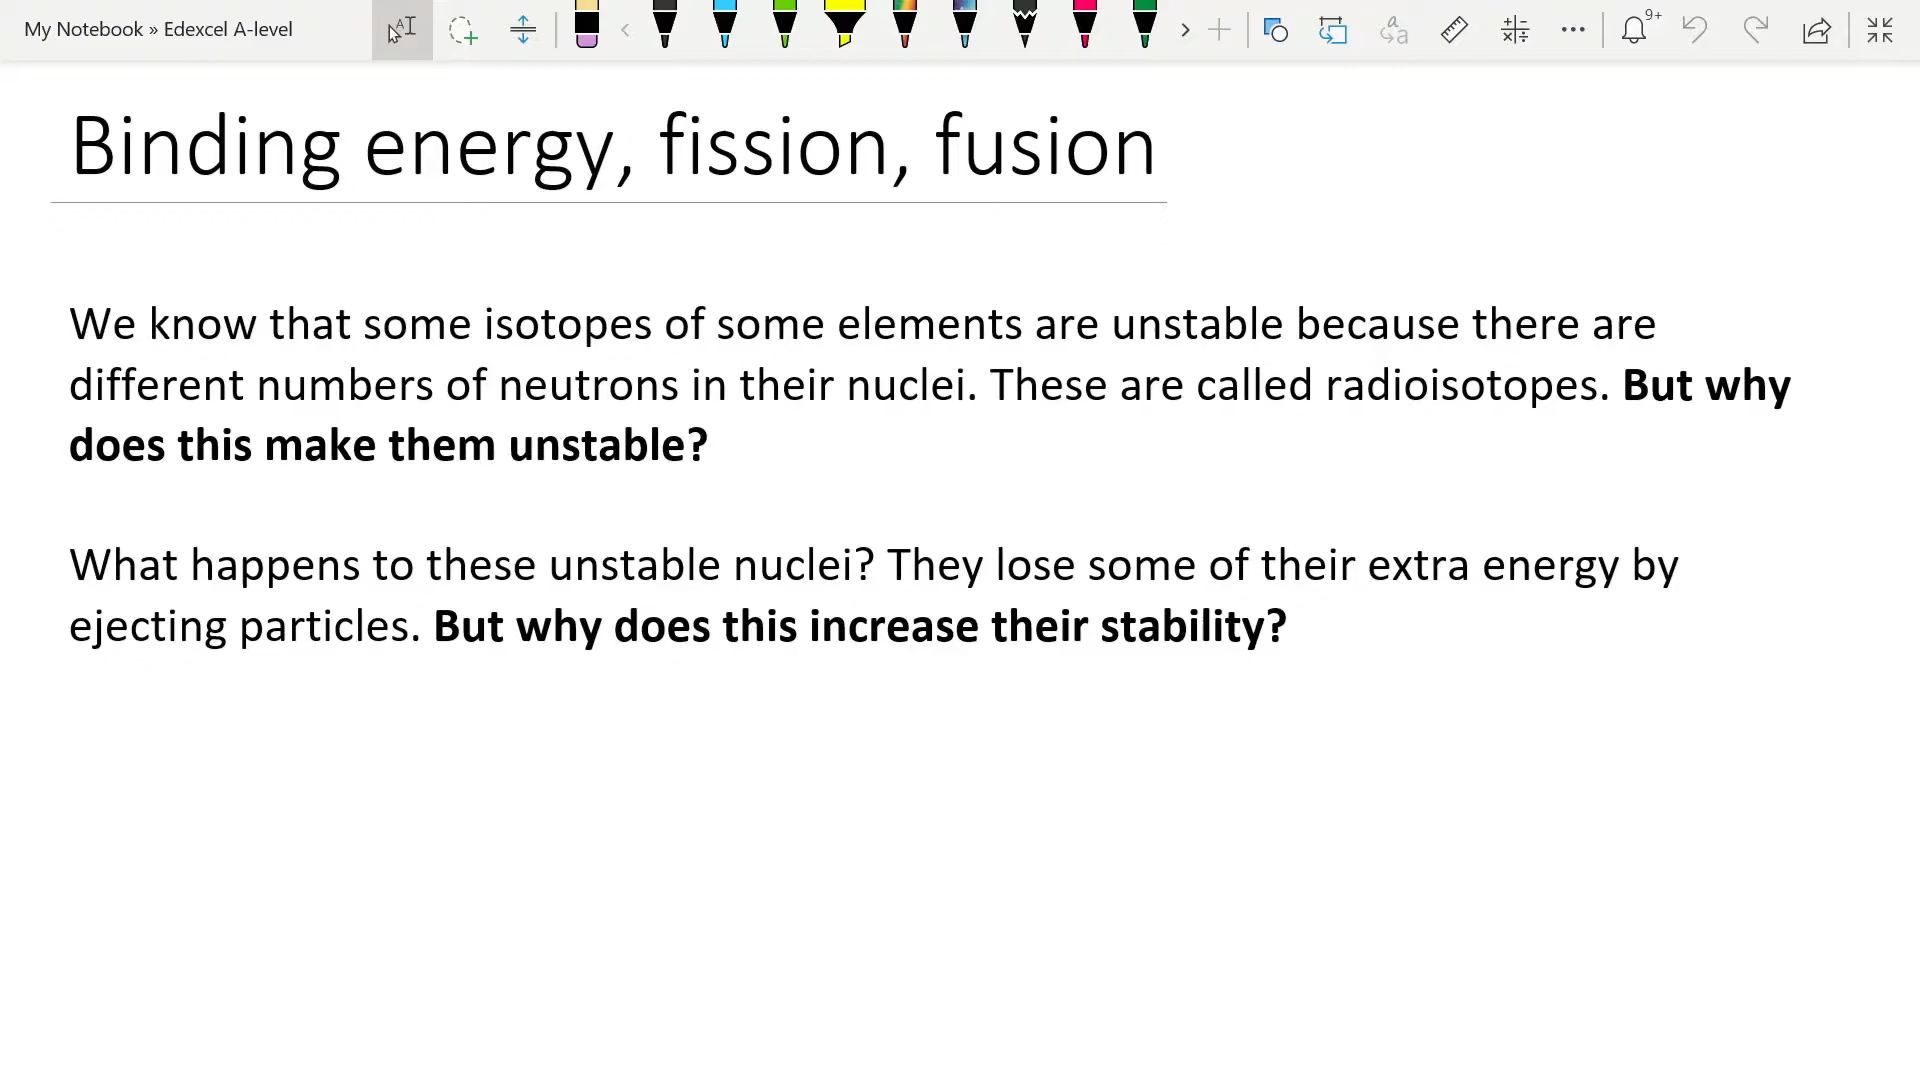 My Notebook » Edexcel A-level
9+
Binding energy, fission, fusion
We know that some isotopes of some elements are unstable because there are
different numbers of neutrons in their nuclei. These are called radioisotopes. But why
does this make them unstable?
What happens to these unstable nuclei? They lose some of their extra energy by
ejecting particles. But why does this increase their stability?